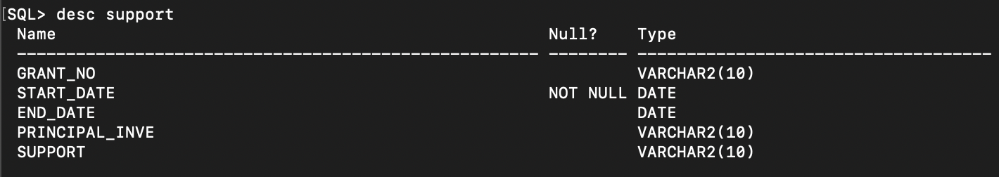 [SQL> desc support
Name Null? Type
----------------------------------------------------- -------- ------------------------------------
GRANT_NO VARCHAR2(10)
START_DATE NOT NULL DATE
END_DATE DATE
PRINCIPAL_INVE VARCHAR2(10)
SUPPORT VARCHAR2(10)